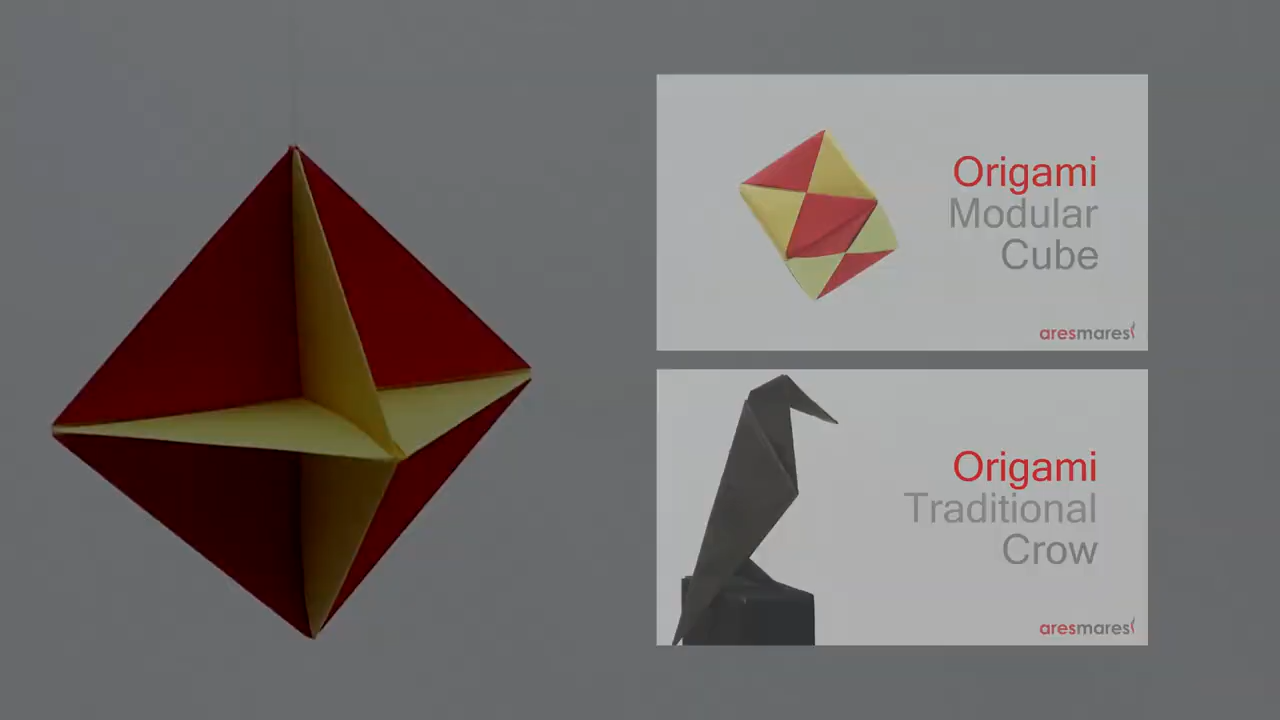 Origami
Modular
Cube
aresmares
Origami
Traditional
Crow
aresmares